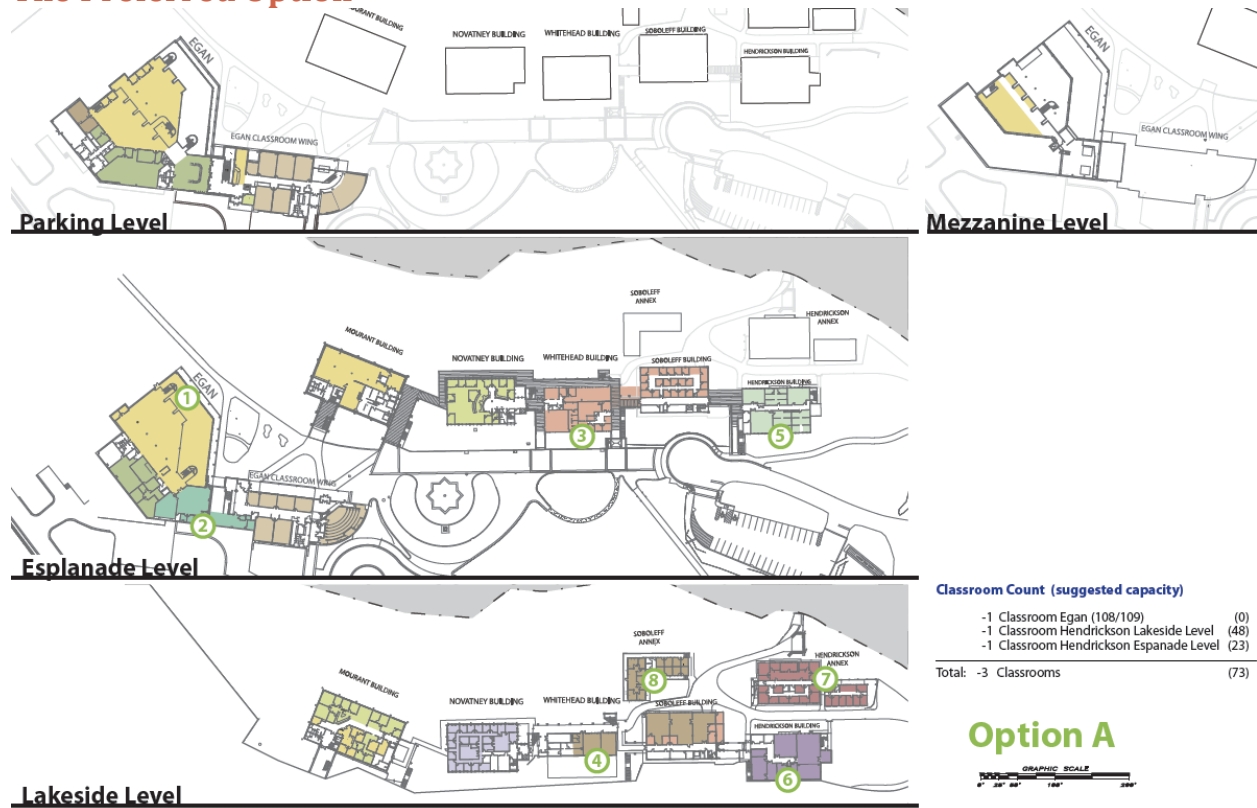 The Preferred Option
MOURANT BUILDING
NOVATNEY BUILDING
WHITEHEAD BUILDING
SOBOLEFF BUILDING
HENDRICKSON BUILDING
EGAN
EGAN CLASSROOM WING
Parking Level
EGAN
EGAN CLASSROOM WING
Mezzanine Level
SOBOLEFF
ANNEX
HENDRICKSON
ANNEX
MOURANT BUILDING
NOVATNEY BUILDING
WHITEHEAD BUILDING
SOBOLEFF BUILDING
HENDRICKSON BUILDING
EGAN
1
3
5
EGAN CLASSROOM WING
2
Esplanade Level
Classroom Count (suggested capacity)
-1 Classroom Egan (108/109) (0)
-1 Classroom Hendrickson Lakeside Level (48)
-1 Classroom Hendrickson Espanade Level (23)
Total: -3 Classrooms (73)
SOBOLEFF
ANNEX
HENDRICKSON
ANNEX
8
7
MOURANT BUILDING
NOVATNEY BUILDING
WHITEHEAD BUILDING
SOBOLEFF BUILDING
HENDRICKSON BUILDING
4
6
Lakeside Level
Option A
GRAPHIC SCALE